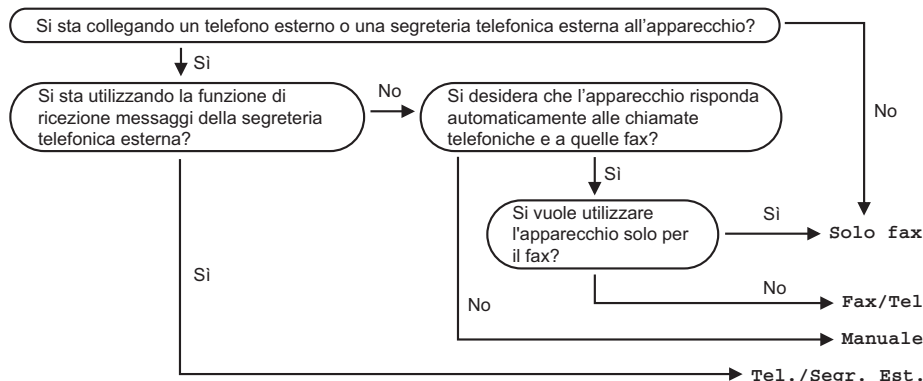 Si sta collegando un telefono esterno o una segreteria telefonica esterna all'apparecchio?
Sì
No
Si sta utilizzando la funzione di
ricezione messaggi della segreteria
telefonica esterna?
No
Si desidera che l'apparecchio risponda
automaticamente alle chiamate
telefoniche e a quelle fax?
Sì
Si vuole utilizzare
l'apparecchio solo per
il fax?
Sì
Solo fax
Sì
No
No
Fax/Tel
Manuale
Tel./Segr. Est.